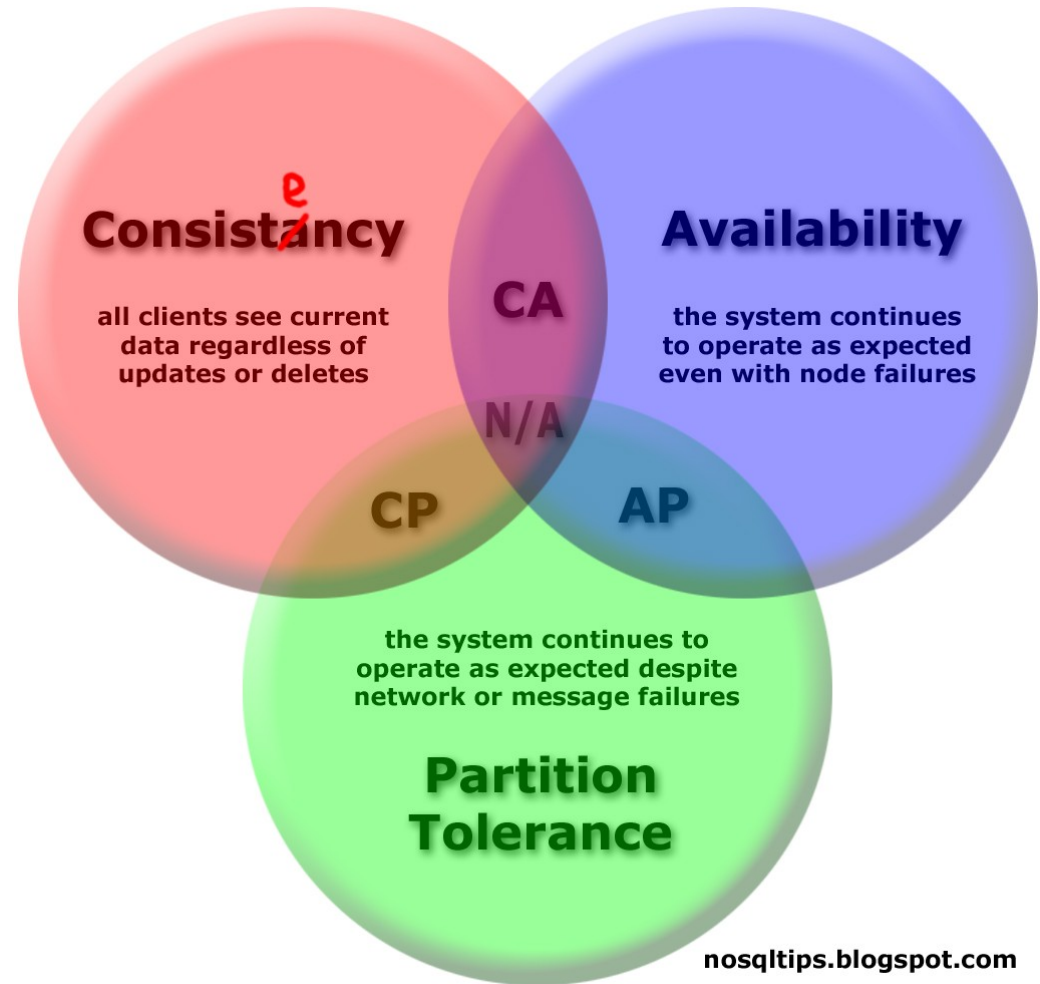 e
Consistancy
all clients see current
data regardless of
updates or deletes
Availability
the system continues
to operate as expected
even with node failures
CA
N/A
CP
AP
the system continues to
operate as expected despite
network or message failures
Partition
Tolerance
nosqltips.blogspot.com